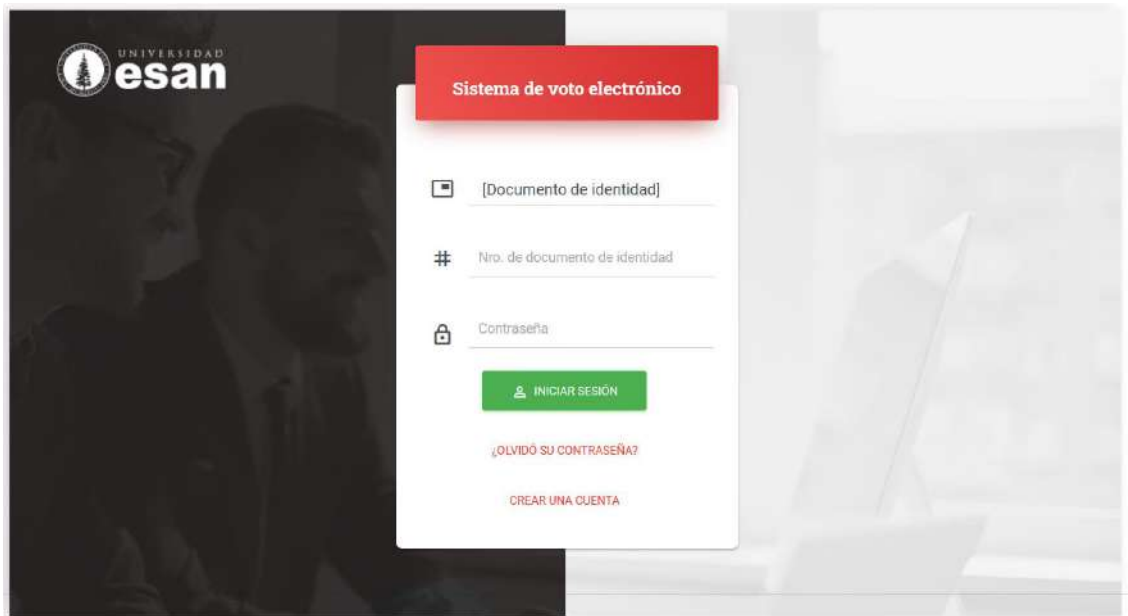 UNIVERSIDAD
esan
Sistema de voto electrónico
[Documento de identidad]
Nro. de documento de identidad
Contraseña
INICIAR SESIÓN
¿OLVIDÓ SU CONTRASEÑA?
CREAR UNA CUENTA